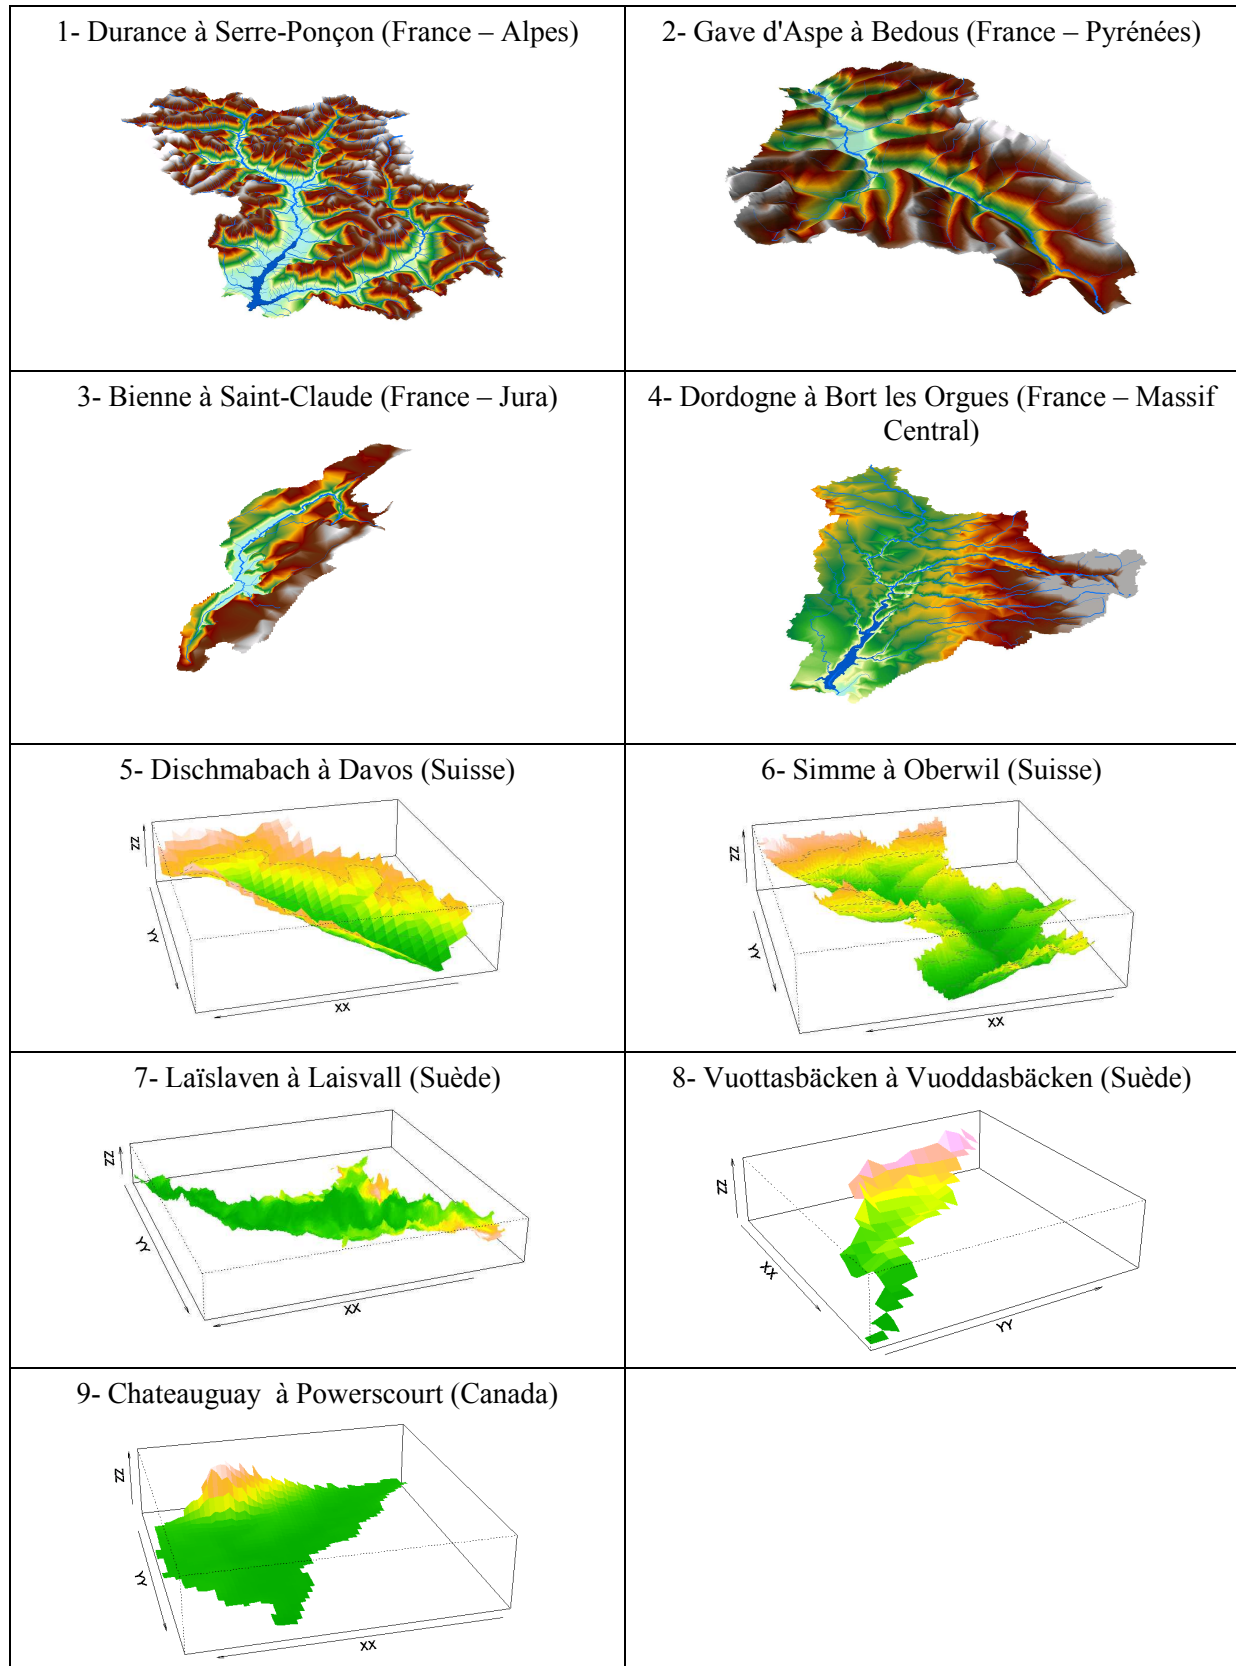 1- Durance à Serre-Ponçon (France – Alpes)
2- Gave d'Aspe à Bedous (France – Pyrénées)
3- Bienne à Saint-Claude (France – Jura)
4- Dordogne à Bort les Orgues (France – Massif
Central)
5- Dischmabach à Davos (Suisse)
ZZ
YY
XX
6- Simme à Oberwil (Suisse)
ZZ
YY
XX
7- Laïslaven à Laisvall (Suède)
ZZ
YY
XX
8- Vuottasbäcken à Vuoddasbäcken (Suède)
ZZ
XX
YY
9- Chateauguay à Powerscourt (Canada)
ZZ
YY
XX